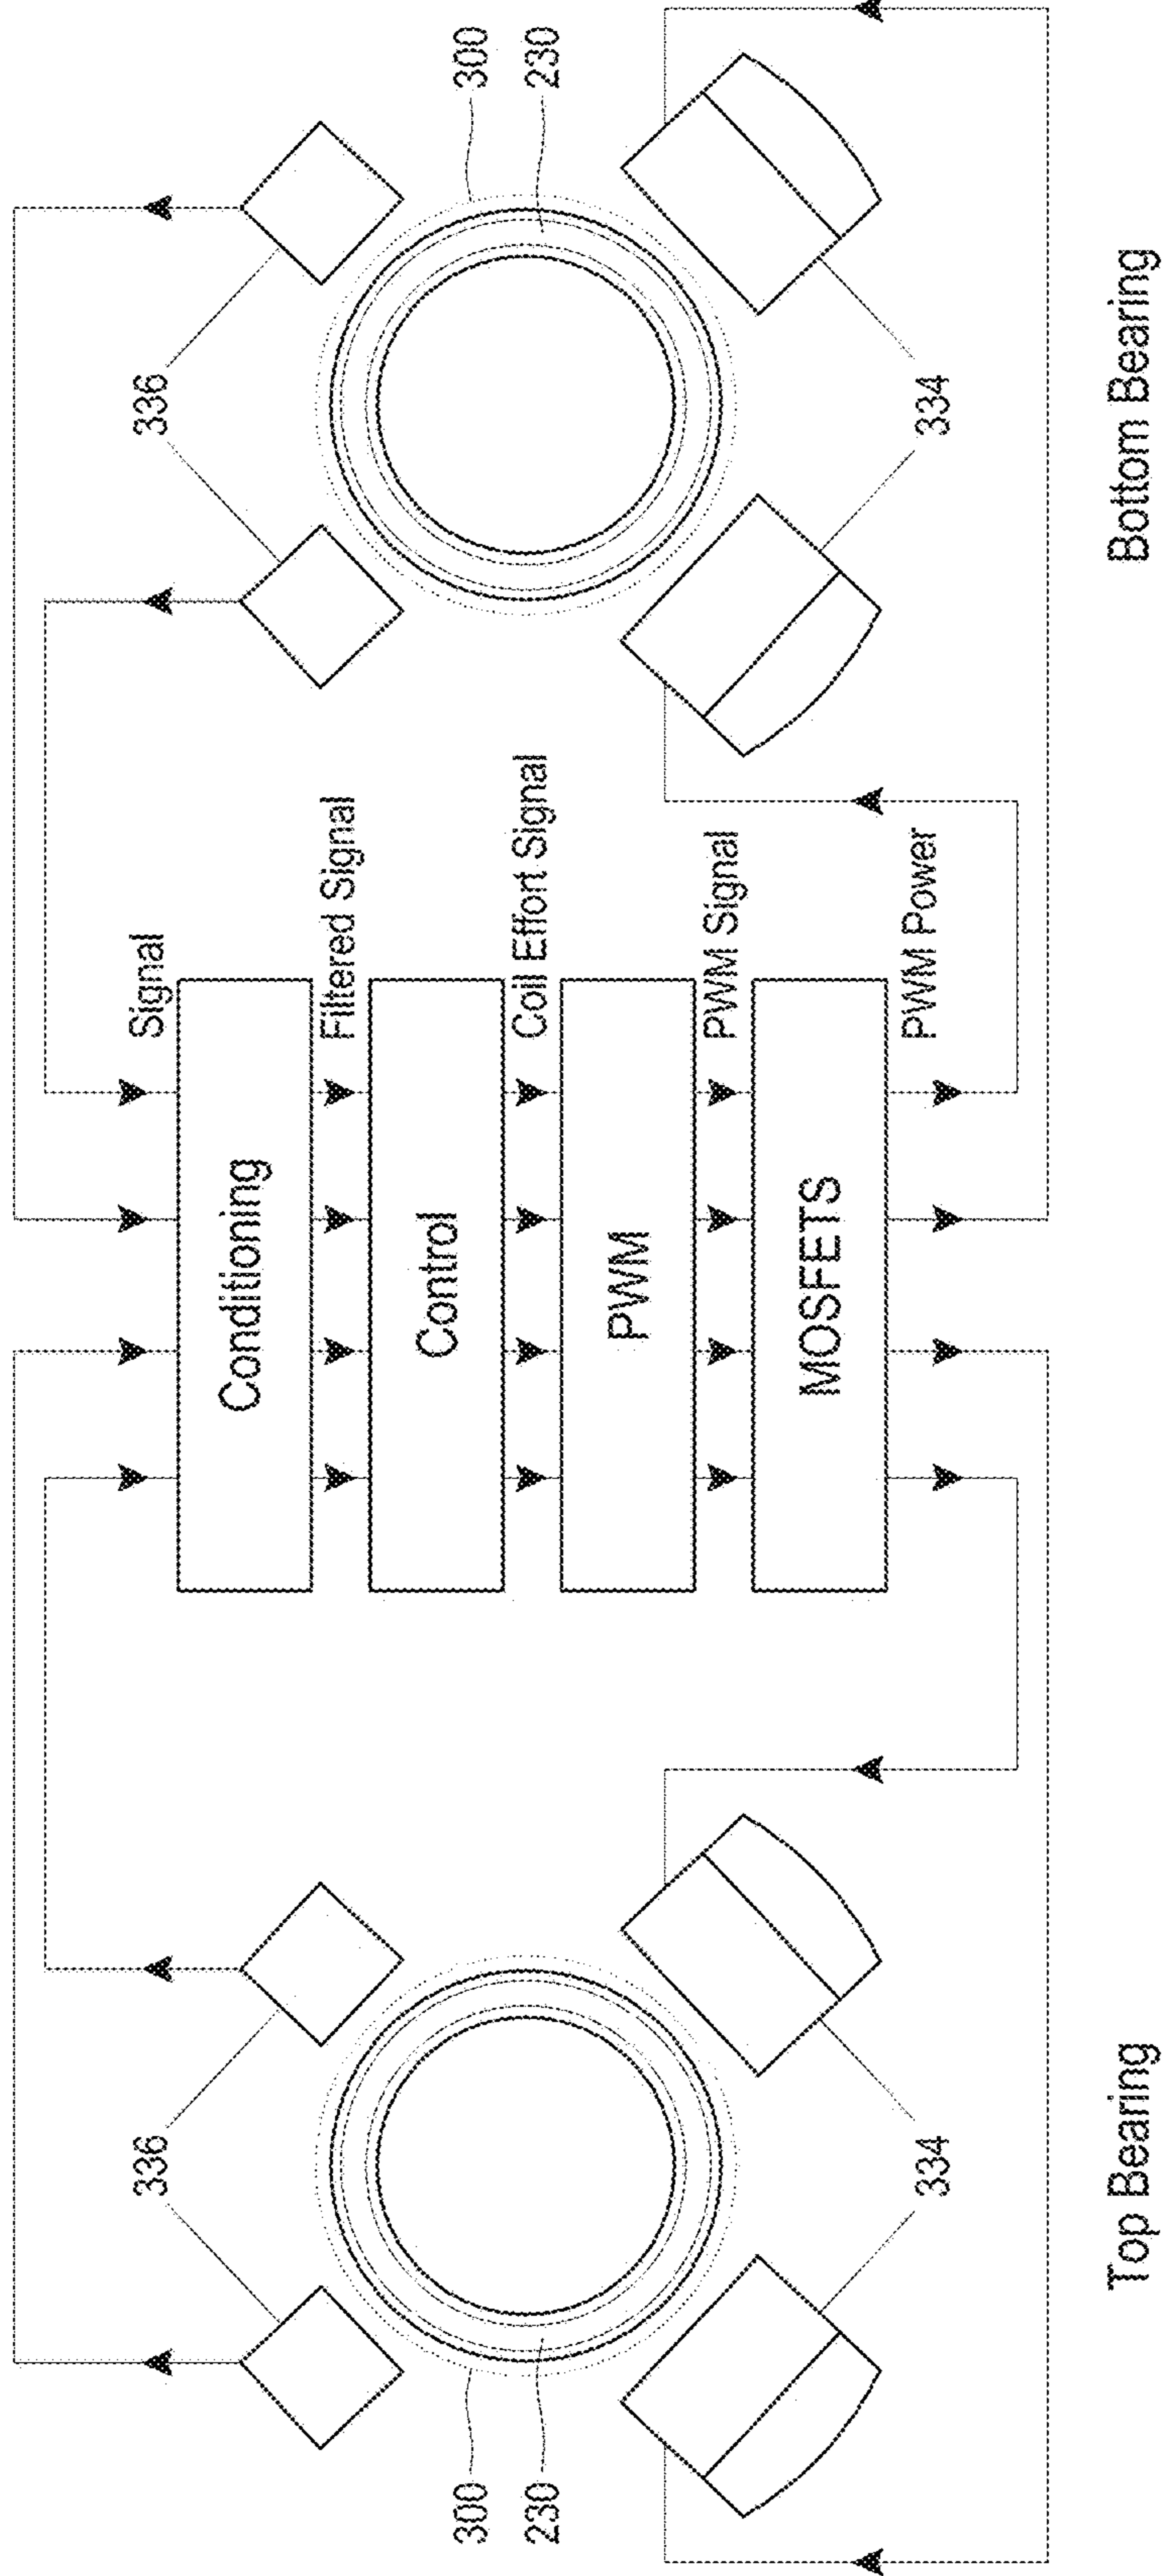 336
336
Signal
Conditioning
300
300
Filtered Signal
Control
230
230
Coil Effort Signal
PWM
PWM Signal
MOSFETS
334
PWM Power
334
Top Bearing
Bottom Bearing